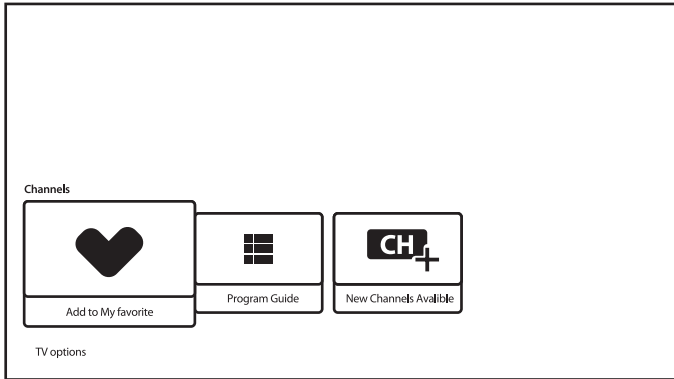 Channels
CH
Add to My favorite
Program Guide
New Channels Avalible
TV options